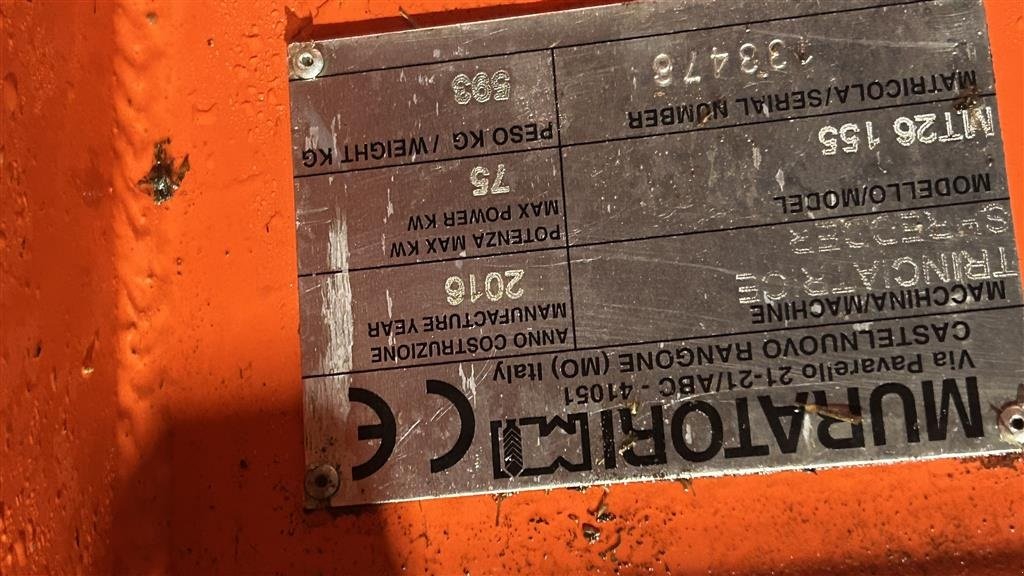 MURATORI CE
Via Pavarello 21-21/ABC - 41051
CASTELNUOVO RANGONE (MO) Italy
MACCHINA/MACHINE
TRINCIATRICE
SHREDDER
ANNO COSTRUZIONE
MANUFACTURE YEAR
2016
MODELLO/MODEL
MT26 155
POTENZA MAX KW
MAX POWER KW
75
MATRICOLA/SERIAL NUMBER
133478
PESO KG / WEIGHT KG
593